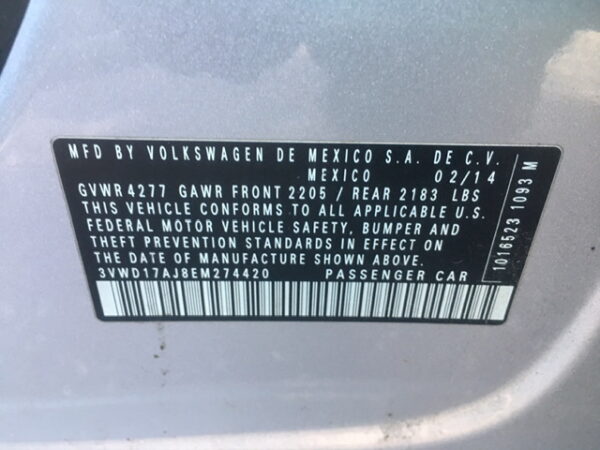 MFD BY VOLKSWAGEN DE MEXICO S.A. DE C.V.
MEXICO 02/14
GVWR 4277 GAWR FRONT 2205 / REAR 2183 LBS
THIS VEHICLE CONFORMS TO ALL APPLICABLE U.S.
FEDERAL MOTOR VEHICLE SAFETY, BUMPER AND
THEFT PREVENTION STANDARDS IN EFFECT ON
THE DATE OF MANUFACTURE SHOWN ABOVE.
3VWD17AJ8EM274420 PASSENGER CAR
1016523 1093 M